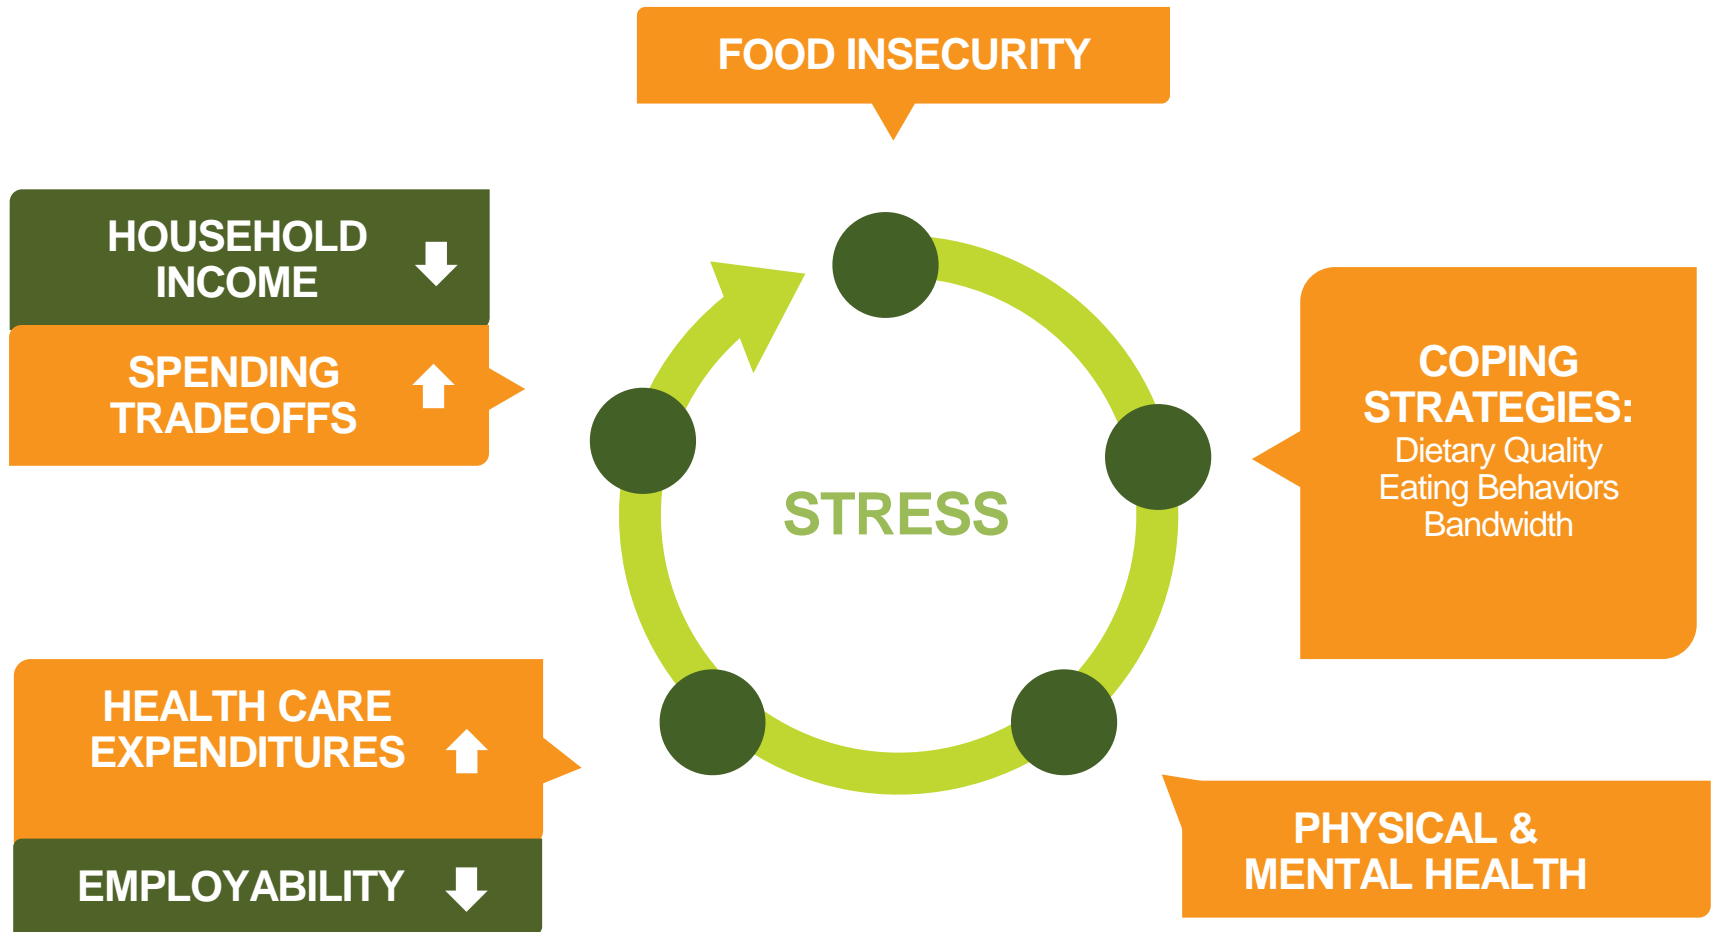 FOOD INSECURITY
HOUSEHOLD
INCOME
SPENDING
TRADEOFFS
COPING
STRATEGIES:
Dietary Quality
Eating Behaviors
Bandwidth
STRESS
HEALTH CARE
EXPENDITURES
EMPLOYABILITY
PHYSICAL &
MENTAL HEALTH